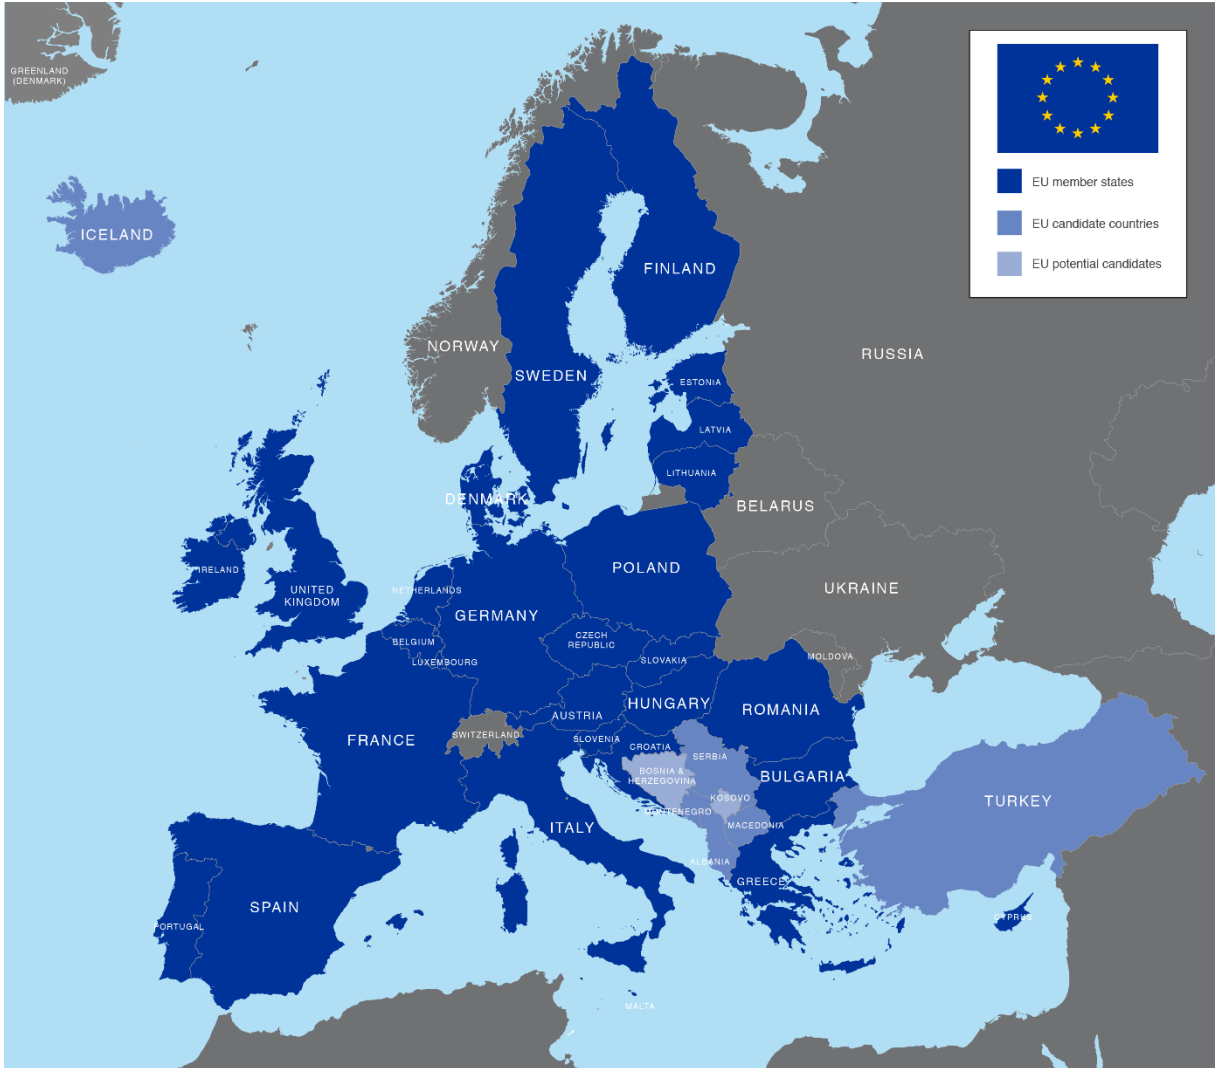 GREENLAND
(DENMARK)
EU member states
ICELAND
EU candidate countries
EU potential candidates
FINLAND
NORWAY
RUSSIA
SWEDEN
ESTONIA
LATVIA
LITHUANIA
DENMARK
BELARUS
IRELAND
POLAND
UNITED
KINGDOM
NETHERLANDS
UKRAINE
GERMANY
BELGIUM
CZECH
REPUBLIC
LUXEMBOURG
SLOVAKIA
MOLDOVA
HUNGARY
ROMANIA
AUSTRIA
FRANCE
SWITZERLAND
SLOVENIA
CROATIA
SERBIA
BOSNIA &
HERZEGOVINA
BULGARIA
KOSOVO
TURKEY
MONTENEGRO
MACEDONIA
ITALY
ALBANIA
GREECE
SPAIN
PORTUGAL
CYPRUS
MALTA